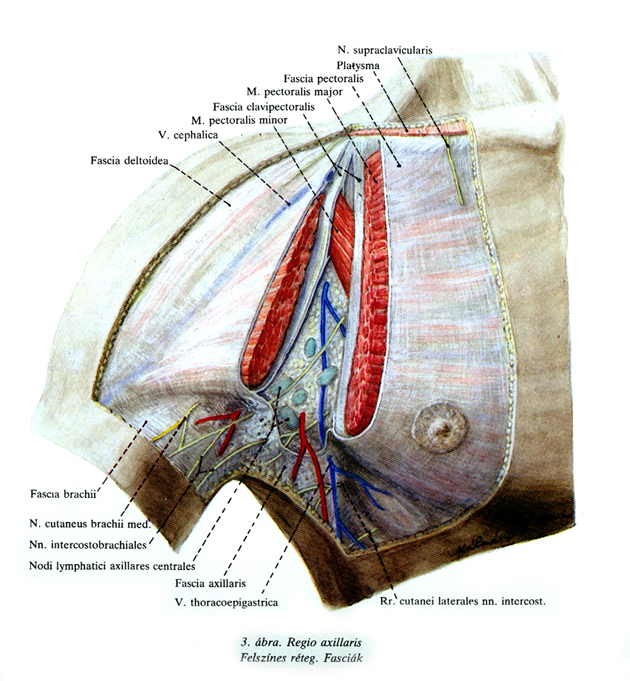 N. supraclavicularis
Platysma
Fascia pectoralis
M. pectoralis major
Fascia clavipectoralis
M. pectoralis minor
V. cephalica
Fascia deltoidea
Fascia brachii
N. cutaneus brachii med.
Nn. intercostobrachiales
Nodi lymphatici axillares centrales
Fascia axillaris
V. thoracoepigastrica
Rr. cutanei laterales nn. intercost.
3. ábra. Regio axillaris
Felszínes réteg. Fasciák